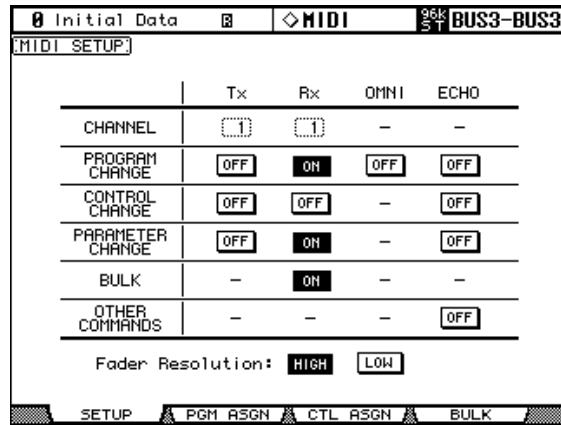 0 Initial Data R ◇MIDI 96k ST BUS3-BUS3
MIDI SETUP
Tx Rx OMNI ECHO
CHANNEL 1 1 – –
PROGRAM CHANGE OFF ON OFF OFF
CONTROL CHANGE OFF OFF – OFF
PARAMETER CHANGE OFF ON – OFF
BULK – ON – –
OTHER COMMANDS – – – OFF
Fader Resolution: HIGH LOW
SETUP PGM ASGN CTL ASGN BULK